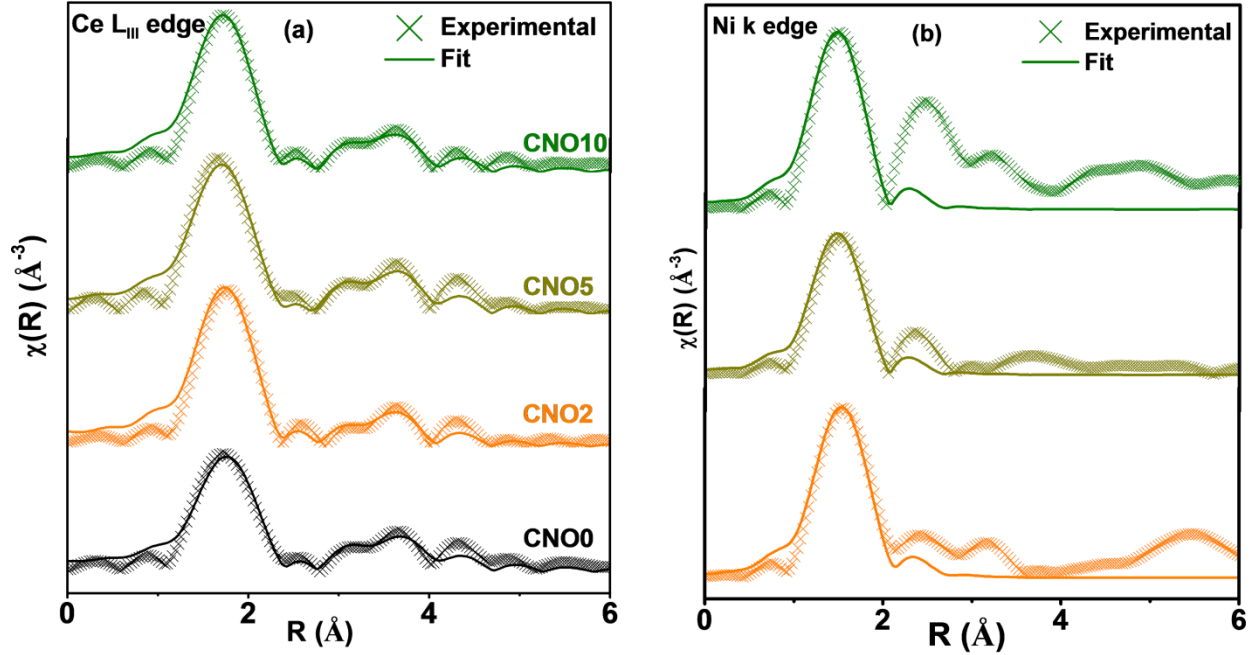 Ce L_III edge
(a)
Experimental
Fit
CNO10
CNO5
CNO2
CNO0
χ(R) (Å⁻³)
0
2
4
6
R (Å)
Ni k edge
(b)
Experimental
Fit
χ(R) (Å⁻³)
0
2
4
6
R (Å)